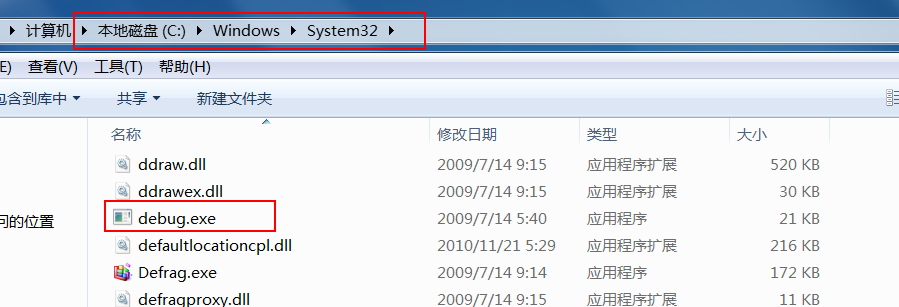 计算机 本地磁盘 (C:) Windows System32
E) 查看(V) 工具(T) 帮助(H)
包含到库中 共享 新建文件夹
名称 修改日期 类型 大小
ddraw.dll 2009/7/14 9:15 应用程序扩展 520 KB
ddrawex.dll 2009/7/14 9:15 应用程序扩展 30 KB
debug.exe 2009/7/14 5:40 应用程序 21 KB
问的位置
defaultlocationcpl.dll 2010/11/21 5:29 应用程序扩展 216 KB
Defrag.exe 2009/7/14 9:14 应用程序 172 KB
defragproxy.dll 2009/7/14 9:15 应用程序扩展 11 KB